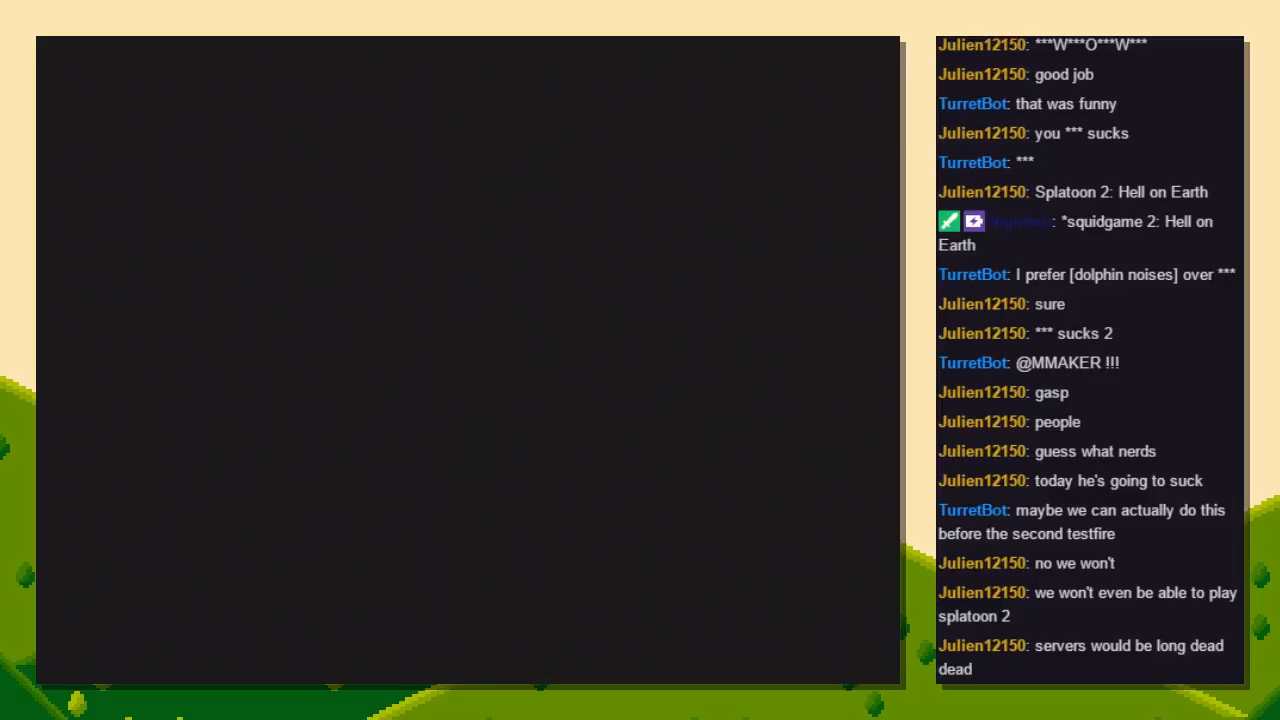 Julien12150: ***W***O***W***
Julien12150: good job
TurretBot: that was funny
Julien12150: you *** sucks
TurretBot: ***
Julien12150: Splatoon 2: Hell on Earth
Nightbot: *squidgame 2: Hell on
Earth
TurretBot: I prefer [dolphin noises] over ***
Julien12150: sure
Julien12150: *** sucks 2
TurretBot: @MMAKER !!!
Julien12150: gasp
Julien12150: people
Julien12150: guess what nerds
Julien12150: today he's going to suck
TurretBot: maybe we can actually do this
before the second testfire
Julien12150: no we won't
Julien12150: we won't even be able to play
splatoon 2
Julien12150: servers would be long dead
dead